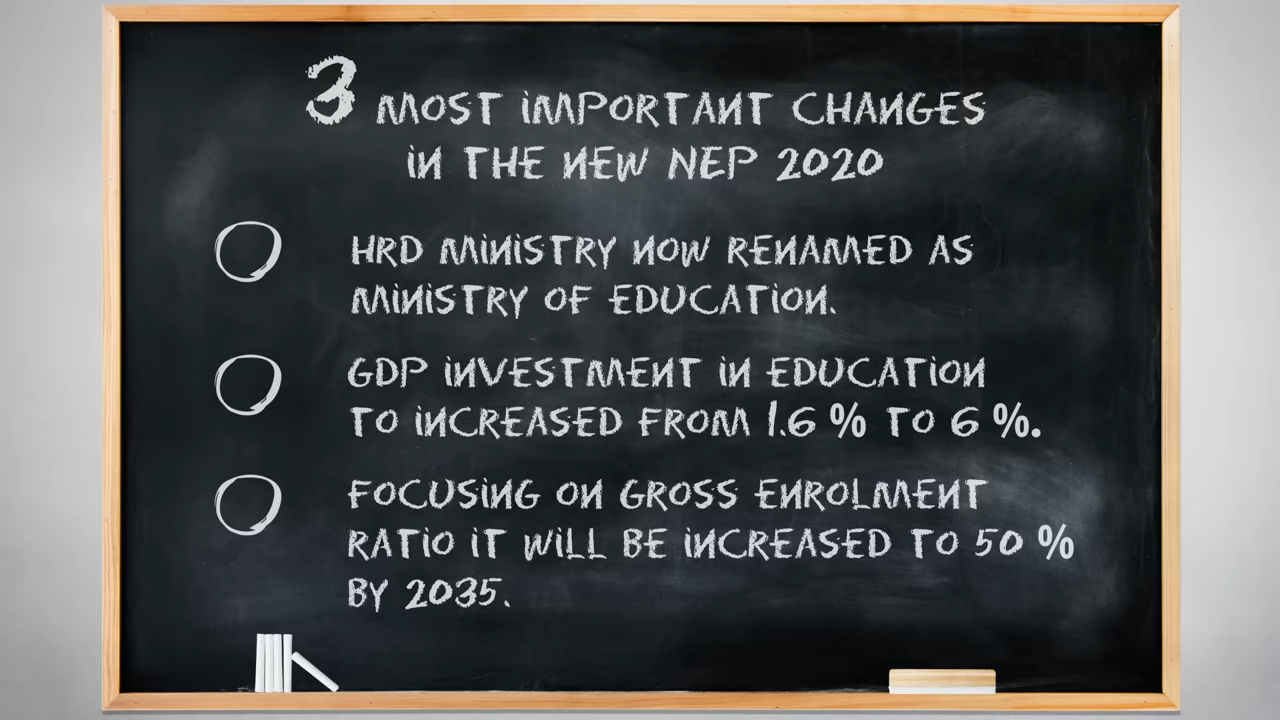 3 MOST IMPORTANT CHANGES
IN THE NEW NEP 2020
HRD MINISTRY NOW RENAMED AS
MINISTRY OF EDUCATION.
GDP INVESTMENT IN EDUCATION
TO INCREASED FROM 1.6 % TO 6 %.
FOCUSING ON GROSS ENROLMENT
RATIO IT WILL BE INCREASED TO 50 %
BY 2035.